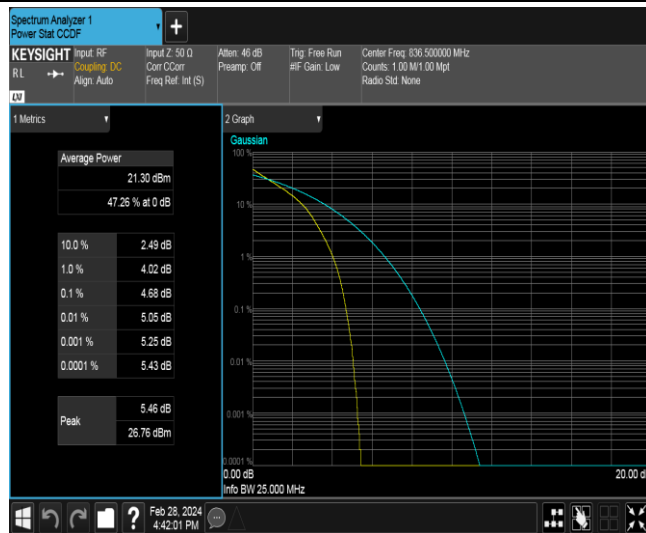 Spectrum Analyzer 1
Power Stat CCDF
+
KEYSIGHT
RL
Input: RF
Coupling: DC
Align: Auto
Input Z: 50 Ω
Corr CCorr
Freq Ref: Int (S)
Atten: 46 dB
Preamp: Off
Trig: Free Run
#IF Gain: Low
Center Freq: 836.500000 MHz
Counts: 1.00 M/1.00 Mpt
Radio Std: None
LXI
1 Metrics
Average Power
21.30 dBm
47.26 % at 0 dB
10.0 % 2.49 dB
1.0 % 4.02 dB
0.1 % 4.68 dB
0.01 % 5.05 dB
0.001 % 5.25 dB
0.0001 % 5.43 dB
Peak
5.46 dB
26.76 dBm
2 Graph
Gaussian
100 %
10 %
1 %
0.1 %
0.01 %
0.001 %
0.0001 %
0.00 dB
20.00 d
Info BW 25.000 MHz
?
Feb 28, 2024
4:42:01 PM